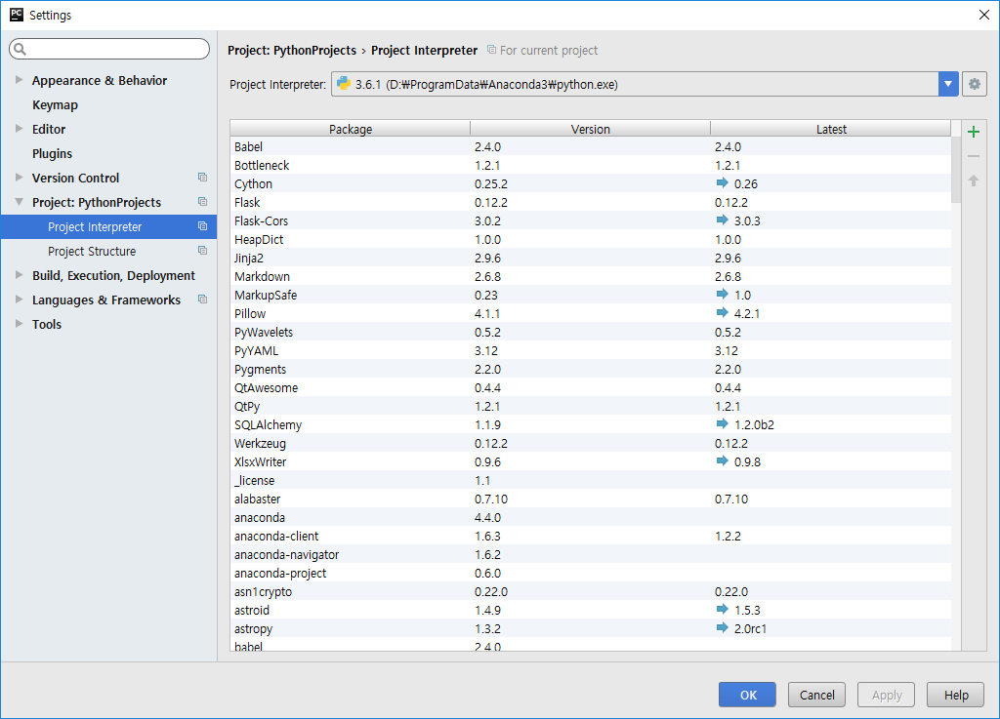 PC Settings
Project: PythonProjects › Project Interpreter For current project
Appearance & Behavior
Keymap
Editor
Plugins
Version Control
Project: PythonProjects
Project Interpreter
Project Structure
Build, Execution, Deployment
Languages & Frameworks
Tools
Project Interpreter: 3.6.1 (D:₩ProgramData₩Anaconda3₩python.exe)
Package Version Latest
Babel 2.4.0 2.4.0
Bottleneck 1.2.1 1.2.1
Cython 0.25.2 0.26
Flask 0.12.2 0.12.2
Flask-Cors 3.0.2 3.0.3
HeapDict 1.0.0 1.0.0
Jinja2 2.9.6 2.9.6
Markdown 2.6.8 2.6.8
MarkupSafe 0.23 1.0
Pillow 4.1.1 4.2.1
PyWavelets 0.5.2 0.5.2
PyYAML 3.12 3.12
Pygments 2.2.0 2.2.0
QtAwesome 0.4.4 0.4.4
QtPy 1.2.1 1.2.1
SQLAlchemy 1.1.9 1.2.0b2
Werkzeug 0.12.2 0.12.2
XlsxWriter 0.9.6 0.9.8
_license 1.1
alabaster 0.7.10 0.7.10
anaconda 4.4.0
anaconda-client 1.6.3 1.2.2
anaconda-navigator 1.6.2
anaconda-project 0.6.0
asn1crypto 0.22.0 0.22.0
astroid 1.4.9 1.5.3
astropy 1.3.2 2.0rc1
babel 2.4.0
OK Cancel Apply Help